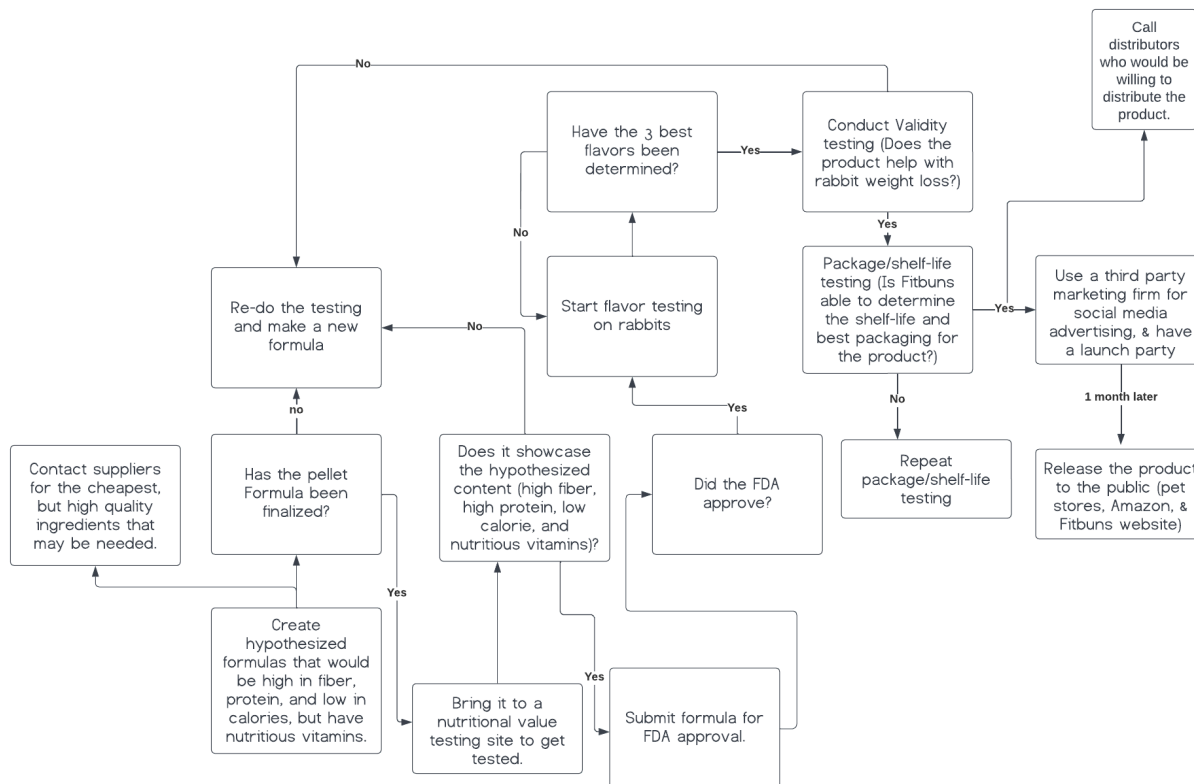 Call
distributors
who would be
willing to
distribute the
product.
No
Have the 3 best
flavors been
determined?
Yes
Conduct Validity
testing (Does the
product help with
rabbit weight loss?)
No
Yes
Re-do the testing
and make a new
formula
Start flavor testing
on rabbits
Package/shelf-life
testing (Is Fitbuns
able to determine
the shelf-life and
best packaging for
the product?)
Yes
Use a third party
marketing firm for
social media
advertising, & have
a launch party
No
no
Yes
No
1 month later
Contact suppliers
for the cheapest,
but high quality
ingredients that
may be needed.
Has the pellet
Formula been
finalized?
Does it showcase
the hypothesized
content (high fiber,
high protein, low
calorie, and
nutritious vitamins)?
Did the FDA
approve?
Repeat
package/shelf-life
testing
Release the product
to the public (pet
stores, Amazon, &
Fitbuns website)
Yes
Create
hypothesized
formulas that would
be high in fiber,
protein, and low in
calories, but have
nutritious vitamins.
Yes
Bring it to a
nutritional value
testing site to get
tested.
Submit formula for
FDA approval.